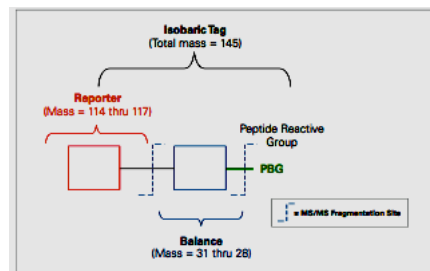 Isobaric Tag
(Total mass = 145)
Reporter
(Mass = 114 thru 117)
Peptide Reactive
Group
PBG
= MS/MS Fragmentation Site
Balance
(Mass = 31 thru 28)